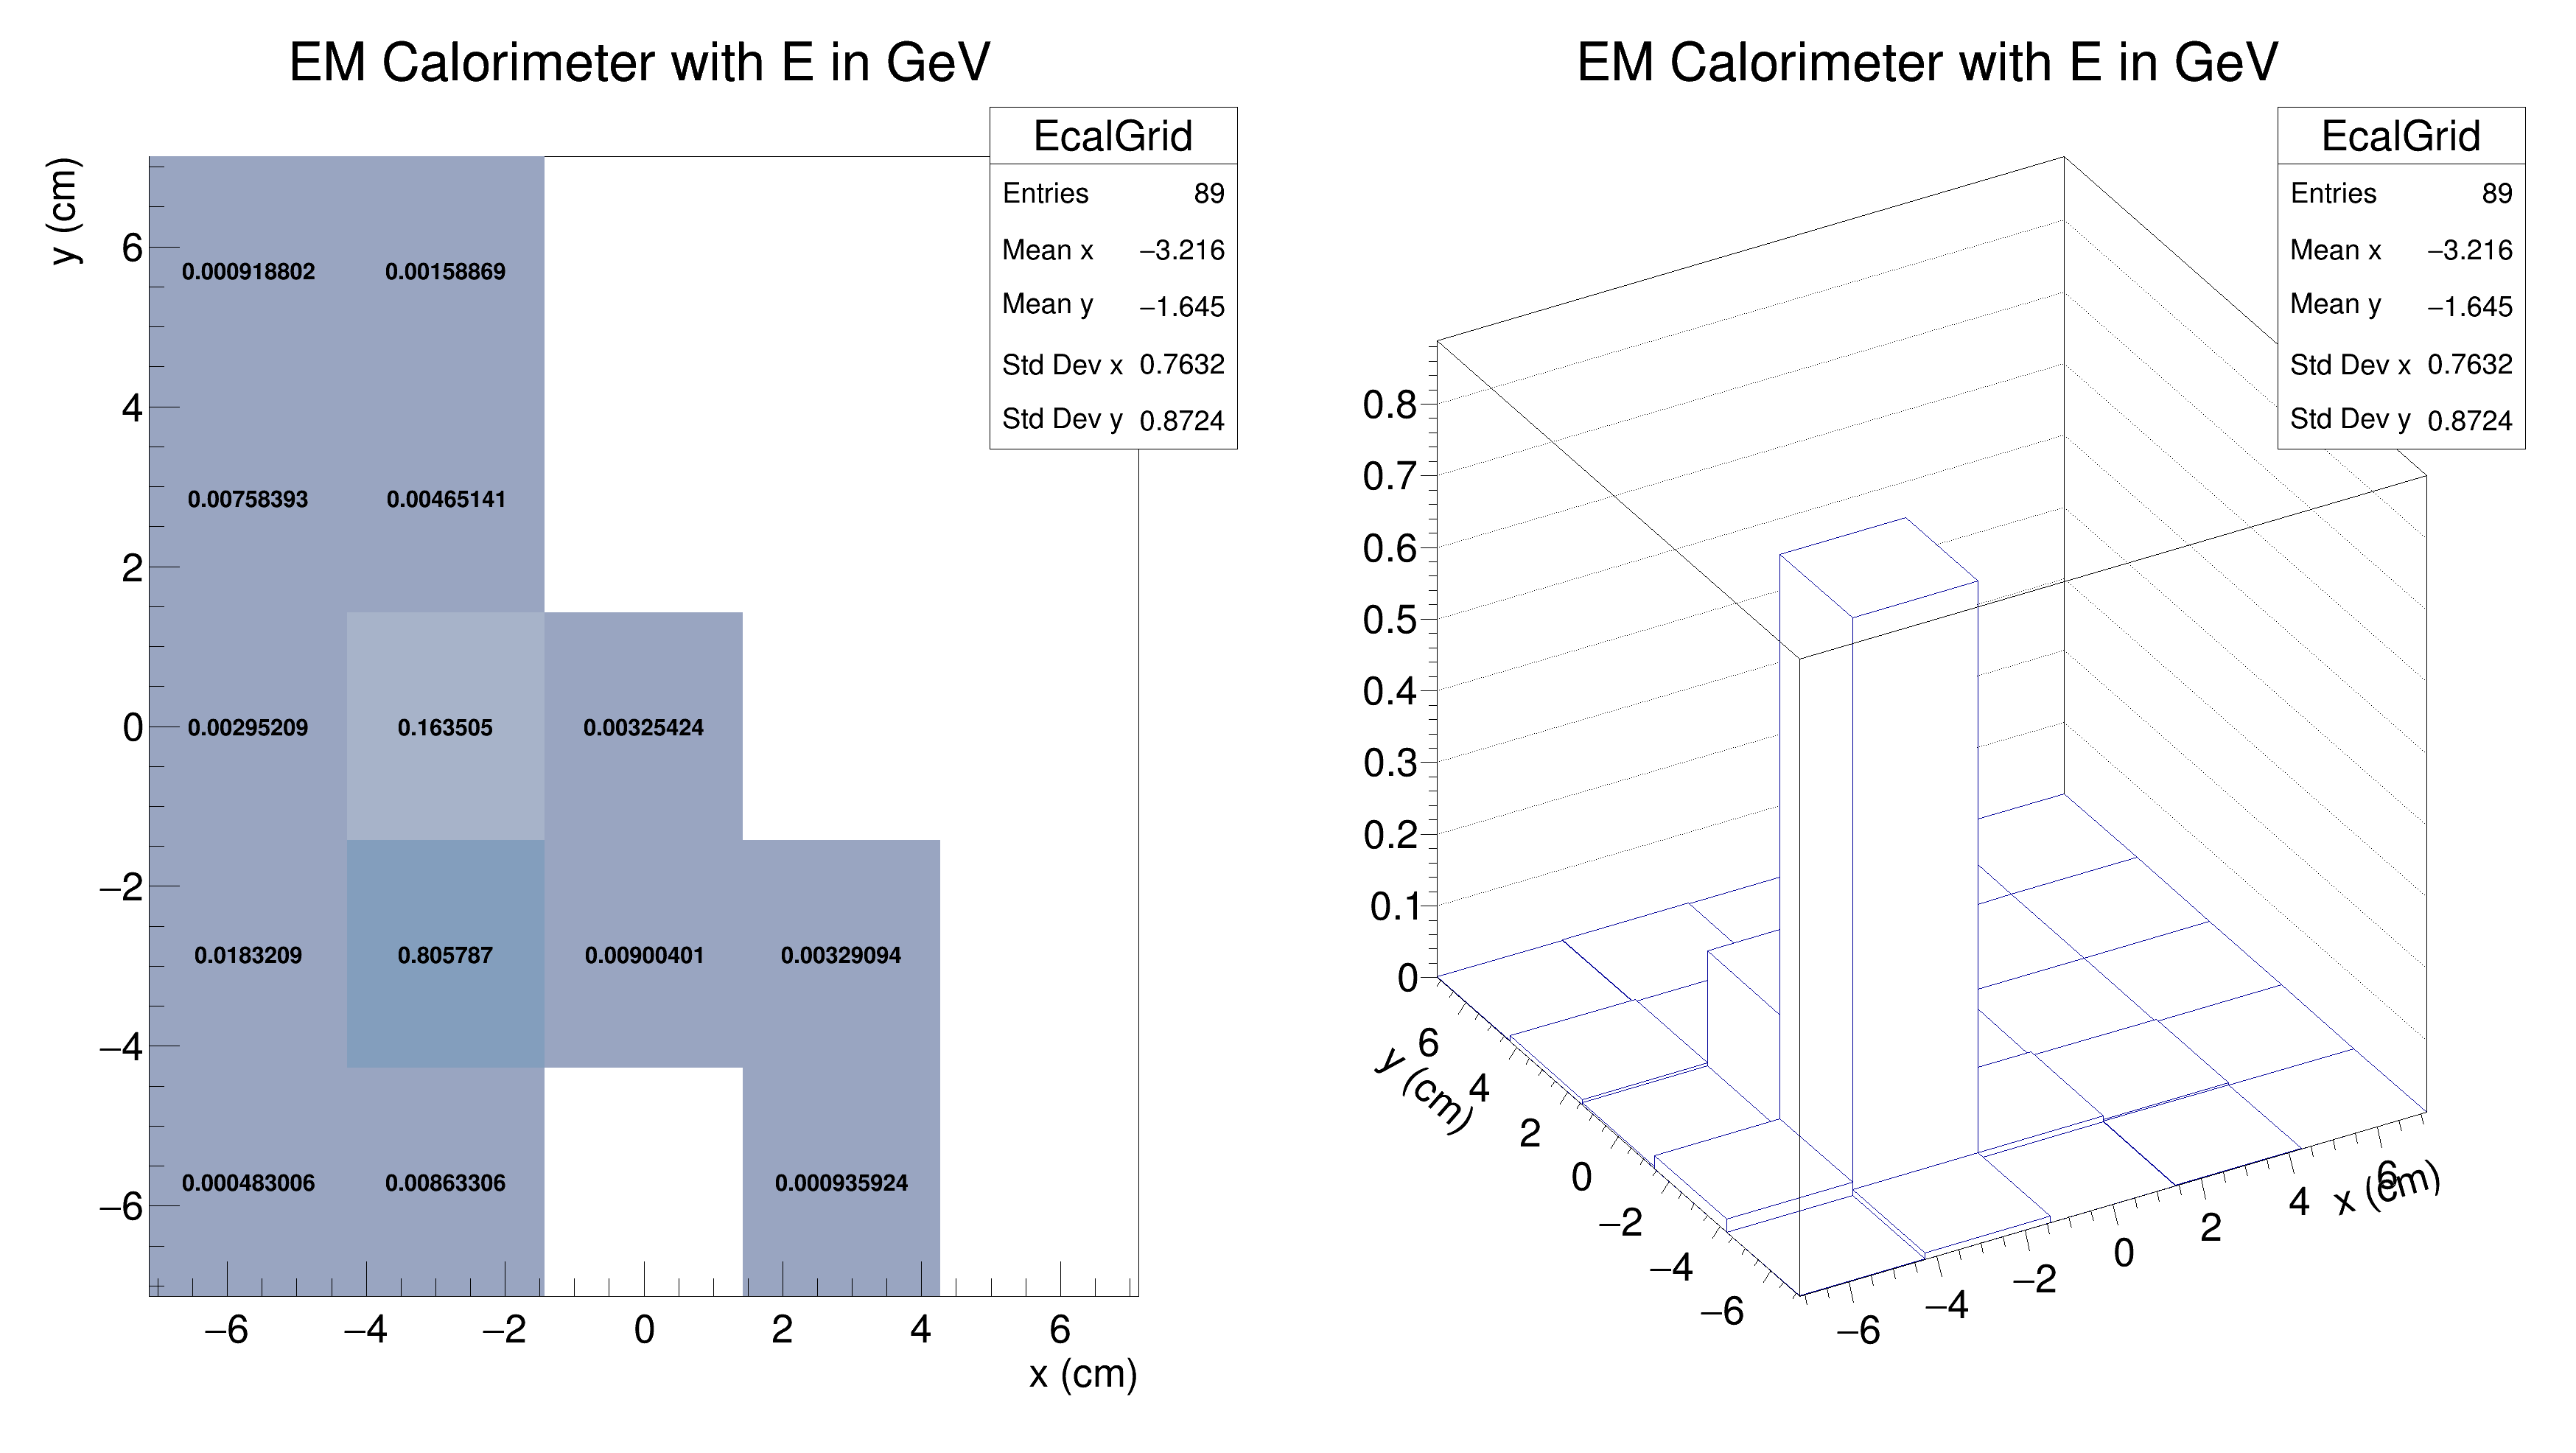 EM Calorimeter with E in GeV
EcalGrid
Entries 89
Mean x −3.216
Mean y −1.645
Std Dev x 0.7632
Std Dev y 0.8724
y (cm)
6
4
2
0
−2
−4
−6
0.000918802 0.00158869
0.00758393 0.00465141
0.00295209 0.163505 0.00325424
0.0183209 0.805787 0.00900401 0.00329094
0.000483006 0.00863306 0.000935924
−6 −4 −2 0 2 4 6
x (cm)
EM Calorimeter with E in GeV
EcalGrid
Entries 89
Mean x −3.216
Mean y −1.645
Std Dev x 0.7632
Std Dev y 0.8724
0.8
0.7
0.6
0.5
0.4
0.3
0.2
0.1
0
y (cm)
6
4
2
0
−2
−4
−6
−6 −4 −2 0 2 4 6
x (cm)